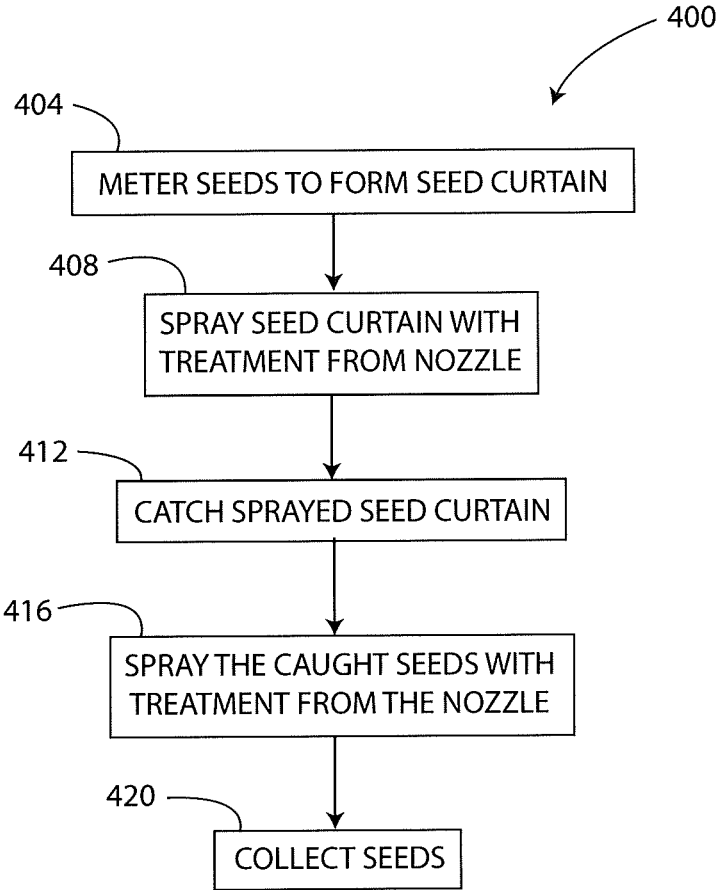 400
404
METER SEEDS TO FORM SEED CURTAIN
408
SPRAY SEED CURTAIN WITH
TREATMENT FROM NOZZLE
412
CATCH SPRAYED SEED CURTAIN
416
SPRAY THE CAUGHT SEEDS WITH
TREATMENT FROM THE NOZZLE
420
COLLECT SEEDS